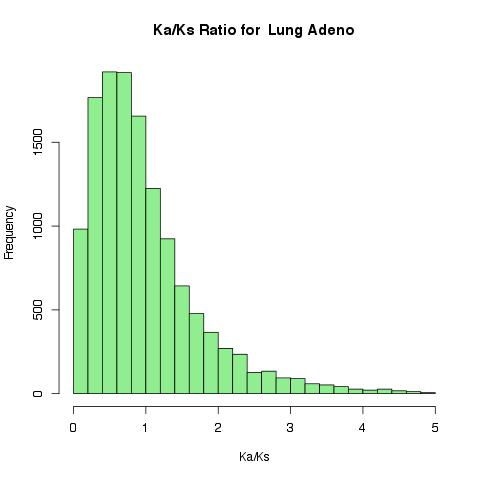 Ka/Ks Ratio for  Lung Adeno
Frequency
1500
1000
500
0
0 1 2 3 4 5
Ka/Ks